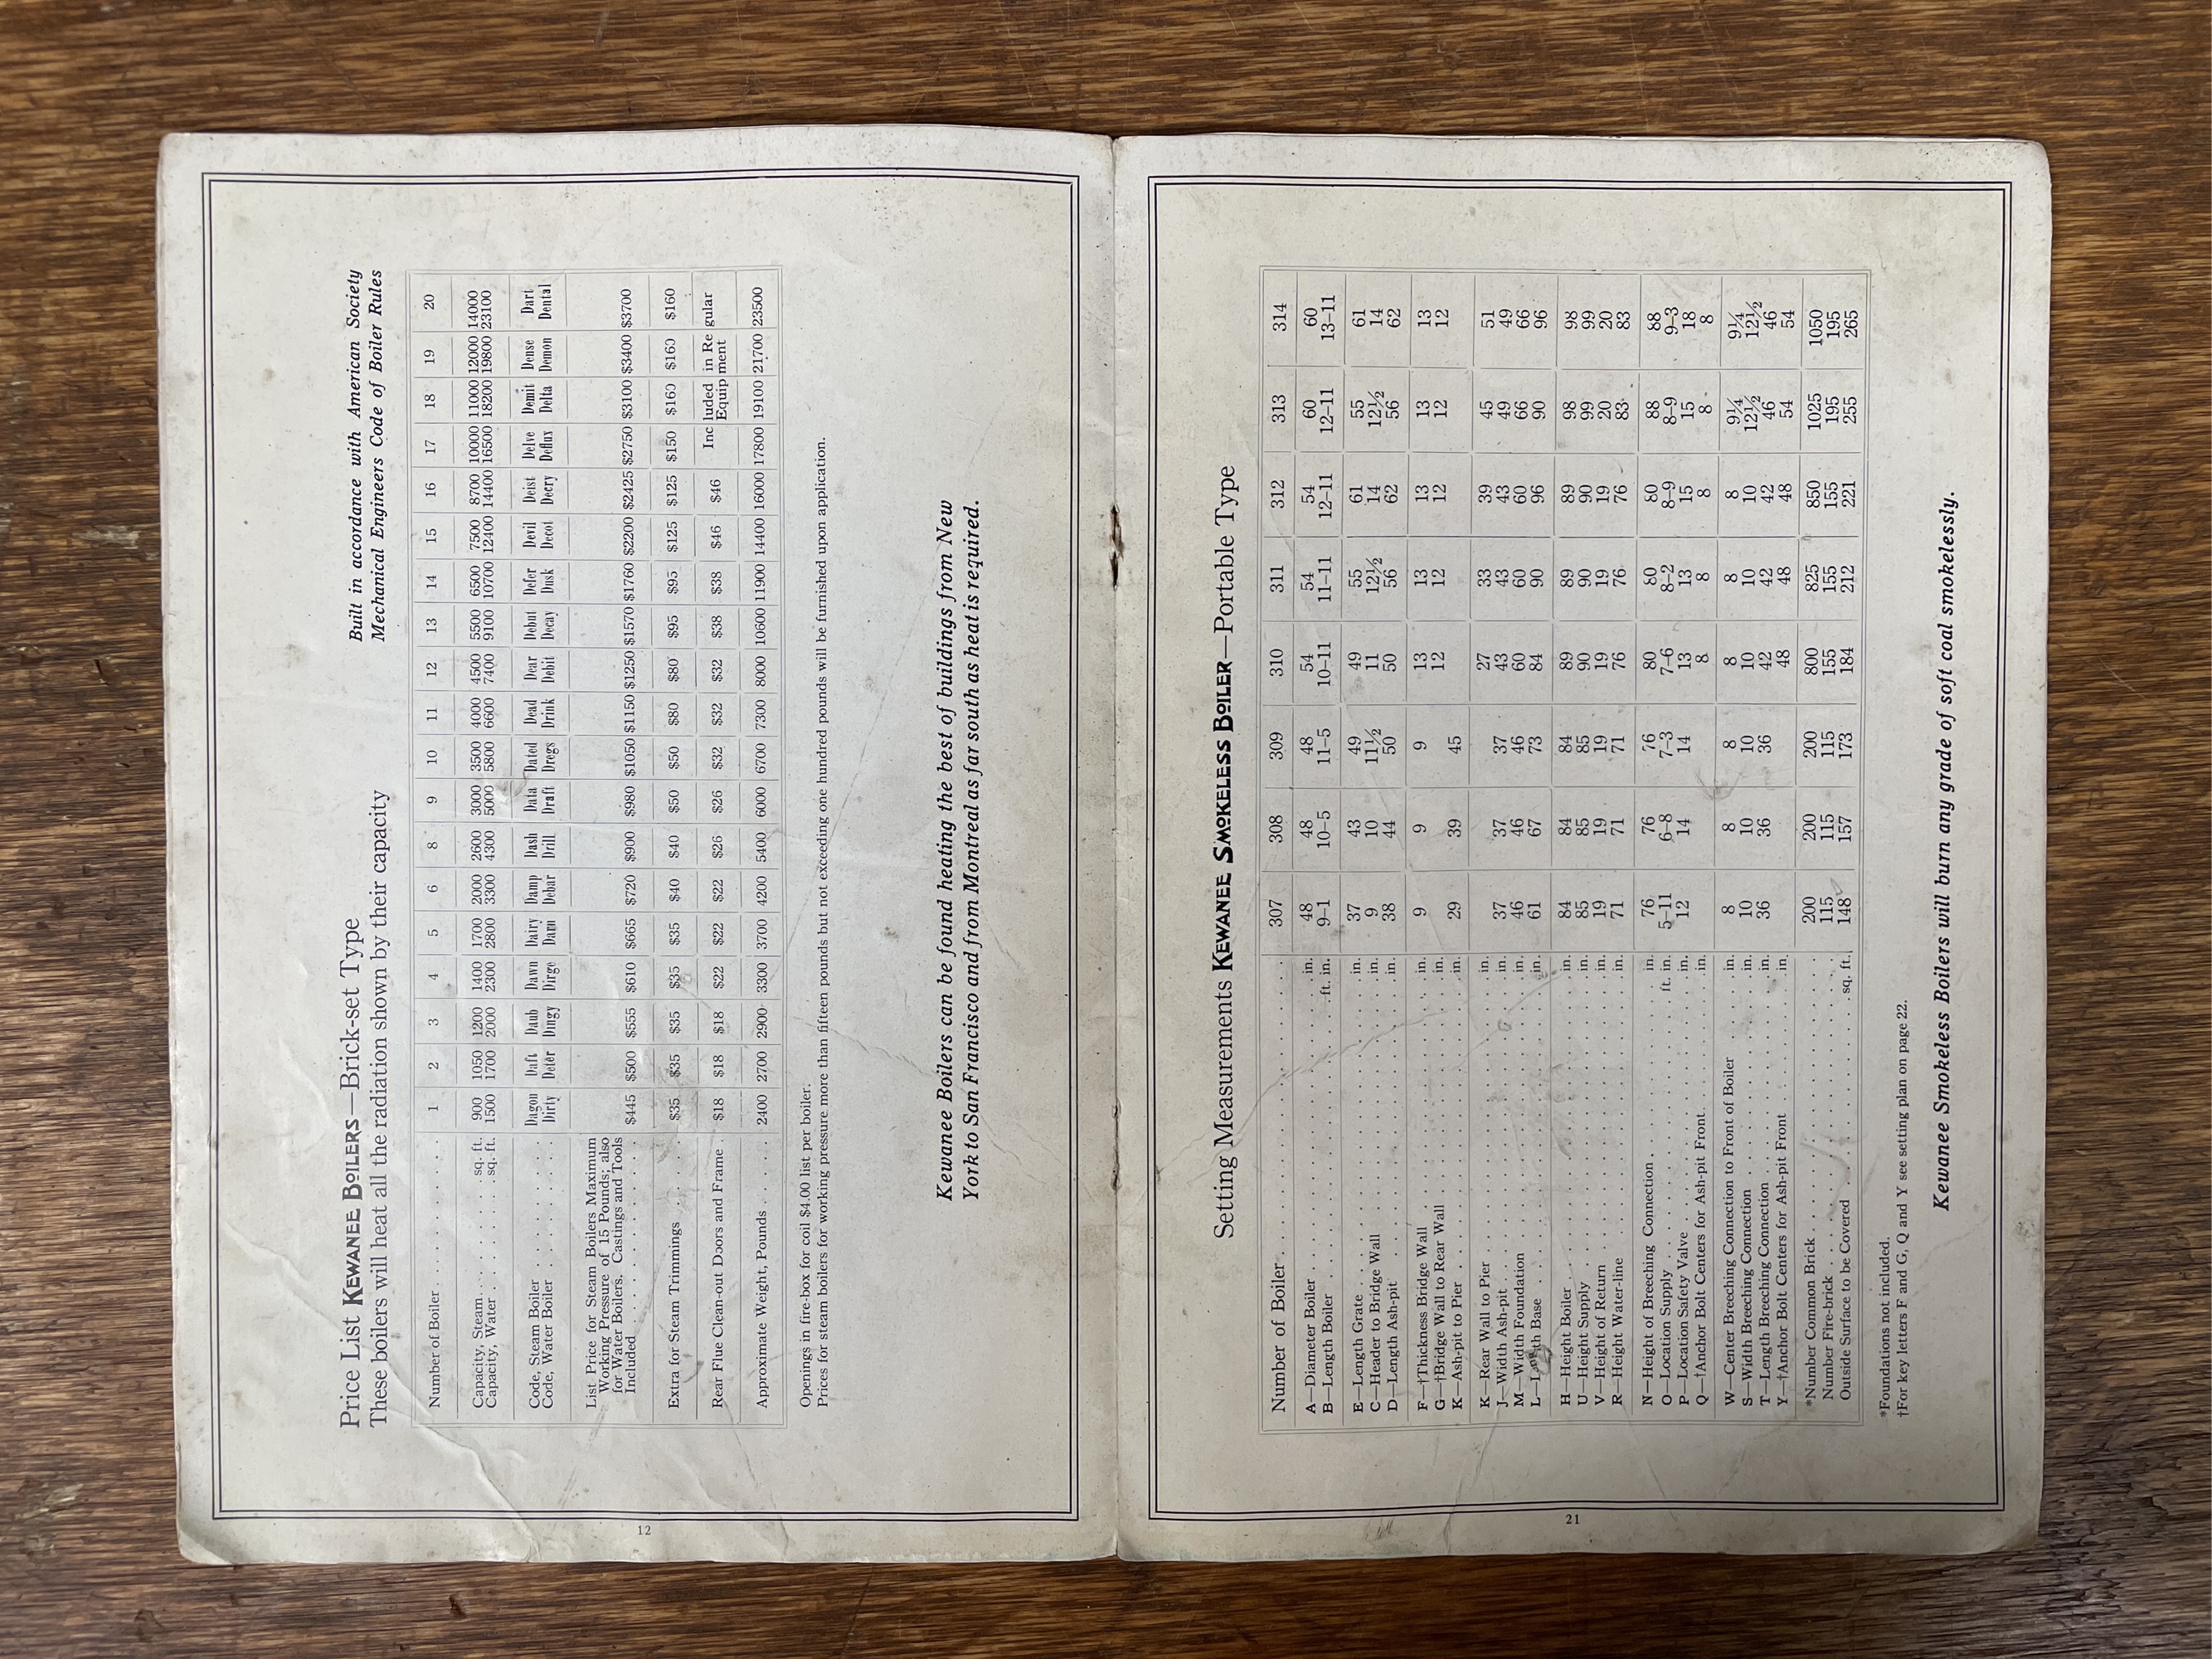 Price List KEWANEE BOILERS—Brick-set Type
These boilers will heat all the radiation shown by their capacity
Built in accordance with American Society
Mechanical Engineers Code of Boiler Rules
Number of Boiler 1 2 3 4 5 6 8 9 10 11 12 13 14 15 16 17 18 19 20
Capacity, Steam sq. ft. 900 1050 1200 1400 1700 2000 2600 3000 3500 4000 4500 5500 6500 7500 8700 10000 11000 12000 14000
Capacity, Water sq. ft. 1500 1700 2000 2300 2800 3300 4300 5000 5800 6600 7400 9100 10700 12400 14400 16500 18200 19800 23100
Code, Steam Boiler Dagon Daft Daub Dawn Dairy Damp Dash Data Dated Dead Dear Debut Defer Devil Deist Delve Demit Dense Dart
Code, Water Boiler Dirty Deter Dingy Dirge Darn Debar Drill Draft Dregs Drink Debit Decay Dusk Decot Decry Deflux Delta Demon Dental
List Price for Steam Boilers Maximum
Working Pressure of 15 Pounds; also
for Water Boilers. Castings and Tools
Included $445 $500 $555 $610 $665 $720 $900 $980 $1050 $1150 $1250 $1570 $1760 $2200 $2425 $2750 $3100 $3400 $3700
Extra for Steam Trimmings $35 $35 $35 $35 $35 $40 $40 $50 $50 $80 $80 $95 $95 $125 $125 $150 $160 $160 $160
Rear Flue Clean-out Doors and Frame $18 $18 $18 $22 $22 $22 $26 $26 $32 $32 $32 $38 $38 $46 $46 Inc luded in Re gular
Equip ment
Approximate Weight, Pounds 2400 2700 2900 3300 3700 4200 5400 6000 6700 7300 8000 10600 11900 14400 16000 17800 19100 21700 23500
Openings in fire-box for coil $4.00 list per boiler.
Prices for steam boilers for working pressure more than fifteen pounds but not exceeding one hundred pounds will be furnished upon application.
Kewanee Boilers can be found heating the best of buildings from New
York to San Francisco and from Montreal as far south as heat is required.
12
Setting Measurements KEWANEE SMOKELESS BOILER—Portable Type
Number of Boiler 307 308 309 310 311 312 313 314
A—Diameter Boiler in. 48 48 48 54 54 54 60 60
B—Length Boiler ft. in. 9-1 10-5 11-5 10-11 11-11 12-11 12-11 13-11
E—Length Grate in. 37 43 49 49 55 61 55 61
C—Header to Bridge Wall in. 9 10 11½ 11 12½ 14 12½ 14
D—Length Ash-pit in. 38 44 50 50 56 62 56 62
F—†Thickness Bridge Wall in. 9 9 9 13 13 13 13 13
G—†Bridge Wall to Rear Wall in. 12 12 12 12 12
K—Ash-pit to Pier in. 29 39 45
K—Rear Wall to Pier in. 27 33 39 45 51
J—Width Ash-pit in. 37 37 37 43 43 43 49 49
M—Width Foundation in. 46 46 46 60 60 60 66 66
L—Length Base in. 61 67 73 84 90 96 90 96
H—Height Boiler in. 84 84 84 89 89 89 98 98
U—Height Supply in. 85 85 85 90 90 90 99 99
V—Height of Return in. 19 19 19 19 19 19 20 20
R—Height Water-line in. 71 71 71 76 76 76 83 83
N—Height of Breeching Connection in. 76 76 76 80 80 80 88 88
O—Location Supply ft. in. 5-11 6-8 7-3 7-6 8-2 8-9 8-9 9-3
P—Location Safety Valve in. 12 14 14 13 13 15 15 18
Q—†Anchor Bolt Centers for Ash-pit Front in. 8 8 8 8 8
W—Center Breeching Connection to Front of Boiler in. 8 8 8 8 8 8 9¼ 9¼
S—Width Breeching Connection in. 10 10 10 10 10 10 12½ 12½
T—Length Breeching Connection in. 36 36 36 42 42 42 46 46
Y—†Anchor Bolt Centers for Ash-pit Front in. 48 48 48 54 54
*Number Common Brick 200 200 200 800 825 850 1025 1050
Number Fire-brick 115 115 115 155 155 155 195 195
Outside Surface to be Covered sq. ft. 148 157 173 184 212 221 255 265
*Foundations not included.
†For key letters F and G, Q and Y see setting plan on page 22.
Kewanee Smokeless Boilers will burn any grade of soft coal smokelessly.
21